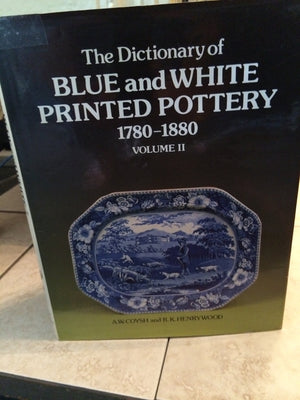 The Dictionary of
BLUE and WHITE
PRINTED POTTERY
1780-1880
VOLUME II
A.W. COYSH and R. K. HENRYWOOD